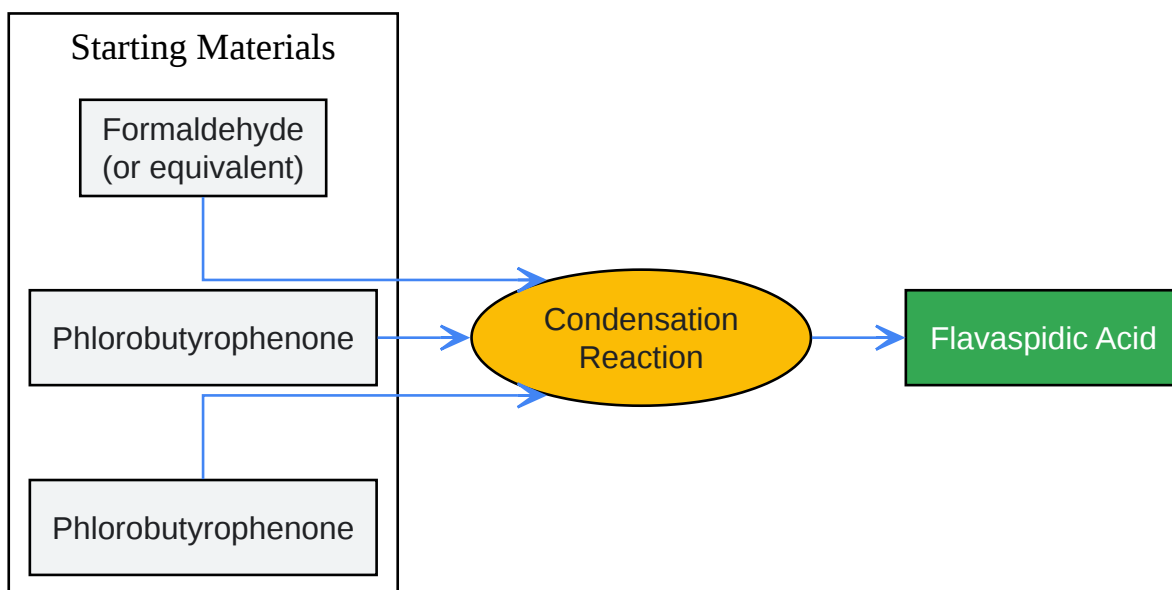 Starting Materials
Formaldehyde
(or equivalent)
Phlorobutyrophenone
Condensation
Reaction
Flavaspidic Acid
Phlorobutyrophenone